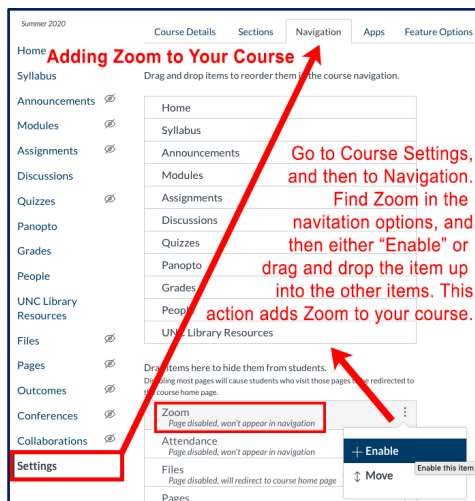 Summer 2020
Home
Syllabus
Announcements
Modules
Assignments
Discussions
Quizzes
Panopto
Grades
People
UNC Library
Resources
Files
Pages
Outcomes
Conferences
Collaborations
Settings
Course Details Sections Navigation Apps Feature Options
Adding Zoom to Your Course
Drag and drop items to reorder them in the course navigation.
Home
Syllabus
Announcements
Modules
Assignments
Discussions
Quizzes
Panopto
Grades
People
UNC Library Resources
Go to Course Settings,
and then to Navigation.
Find Zoom in the
navitation options, and
then either “Enable” or
drag and drop the item up
into the other items. This
action adds Zoom to your course.
Drag items here to hide them from students.
Disabling most pages will cause students who visit those pages to be redirected to
the course home page.
Zoom
Page disabled, won't appear in navigation
Attendance
Page disabled, won't appear in navigation
Files
Page disabled, will redirect to course home page
Pages
+ Enable
Enable this item
Move